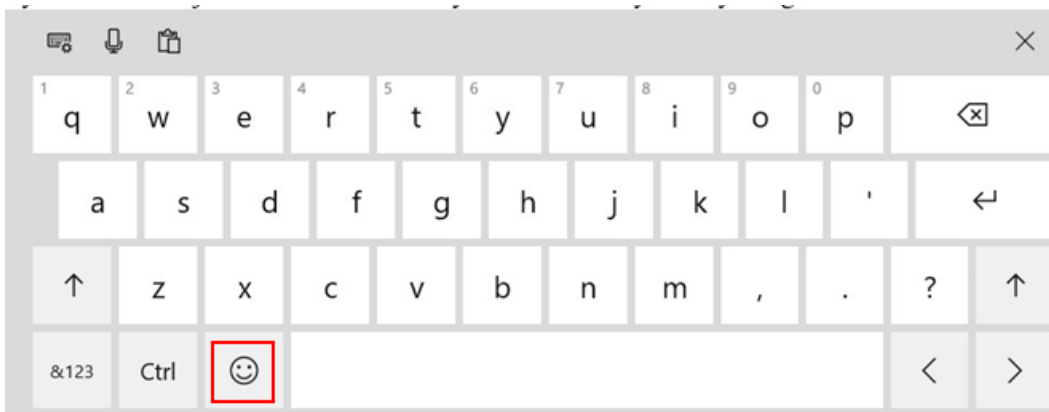 1 q 2 w 3 e 4 r 5 t 6 y 7 u 8 i 9 o 0 p
a s d f g h j k l '
z x c v b n m , . ?
&123 Ctrl < >